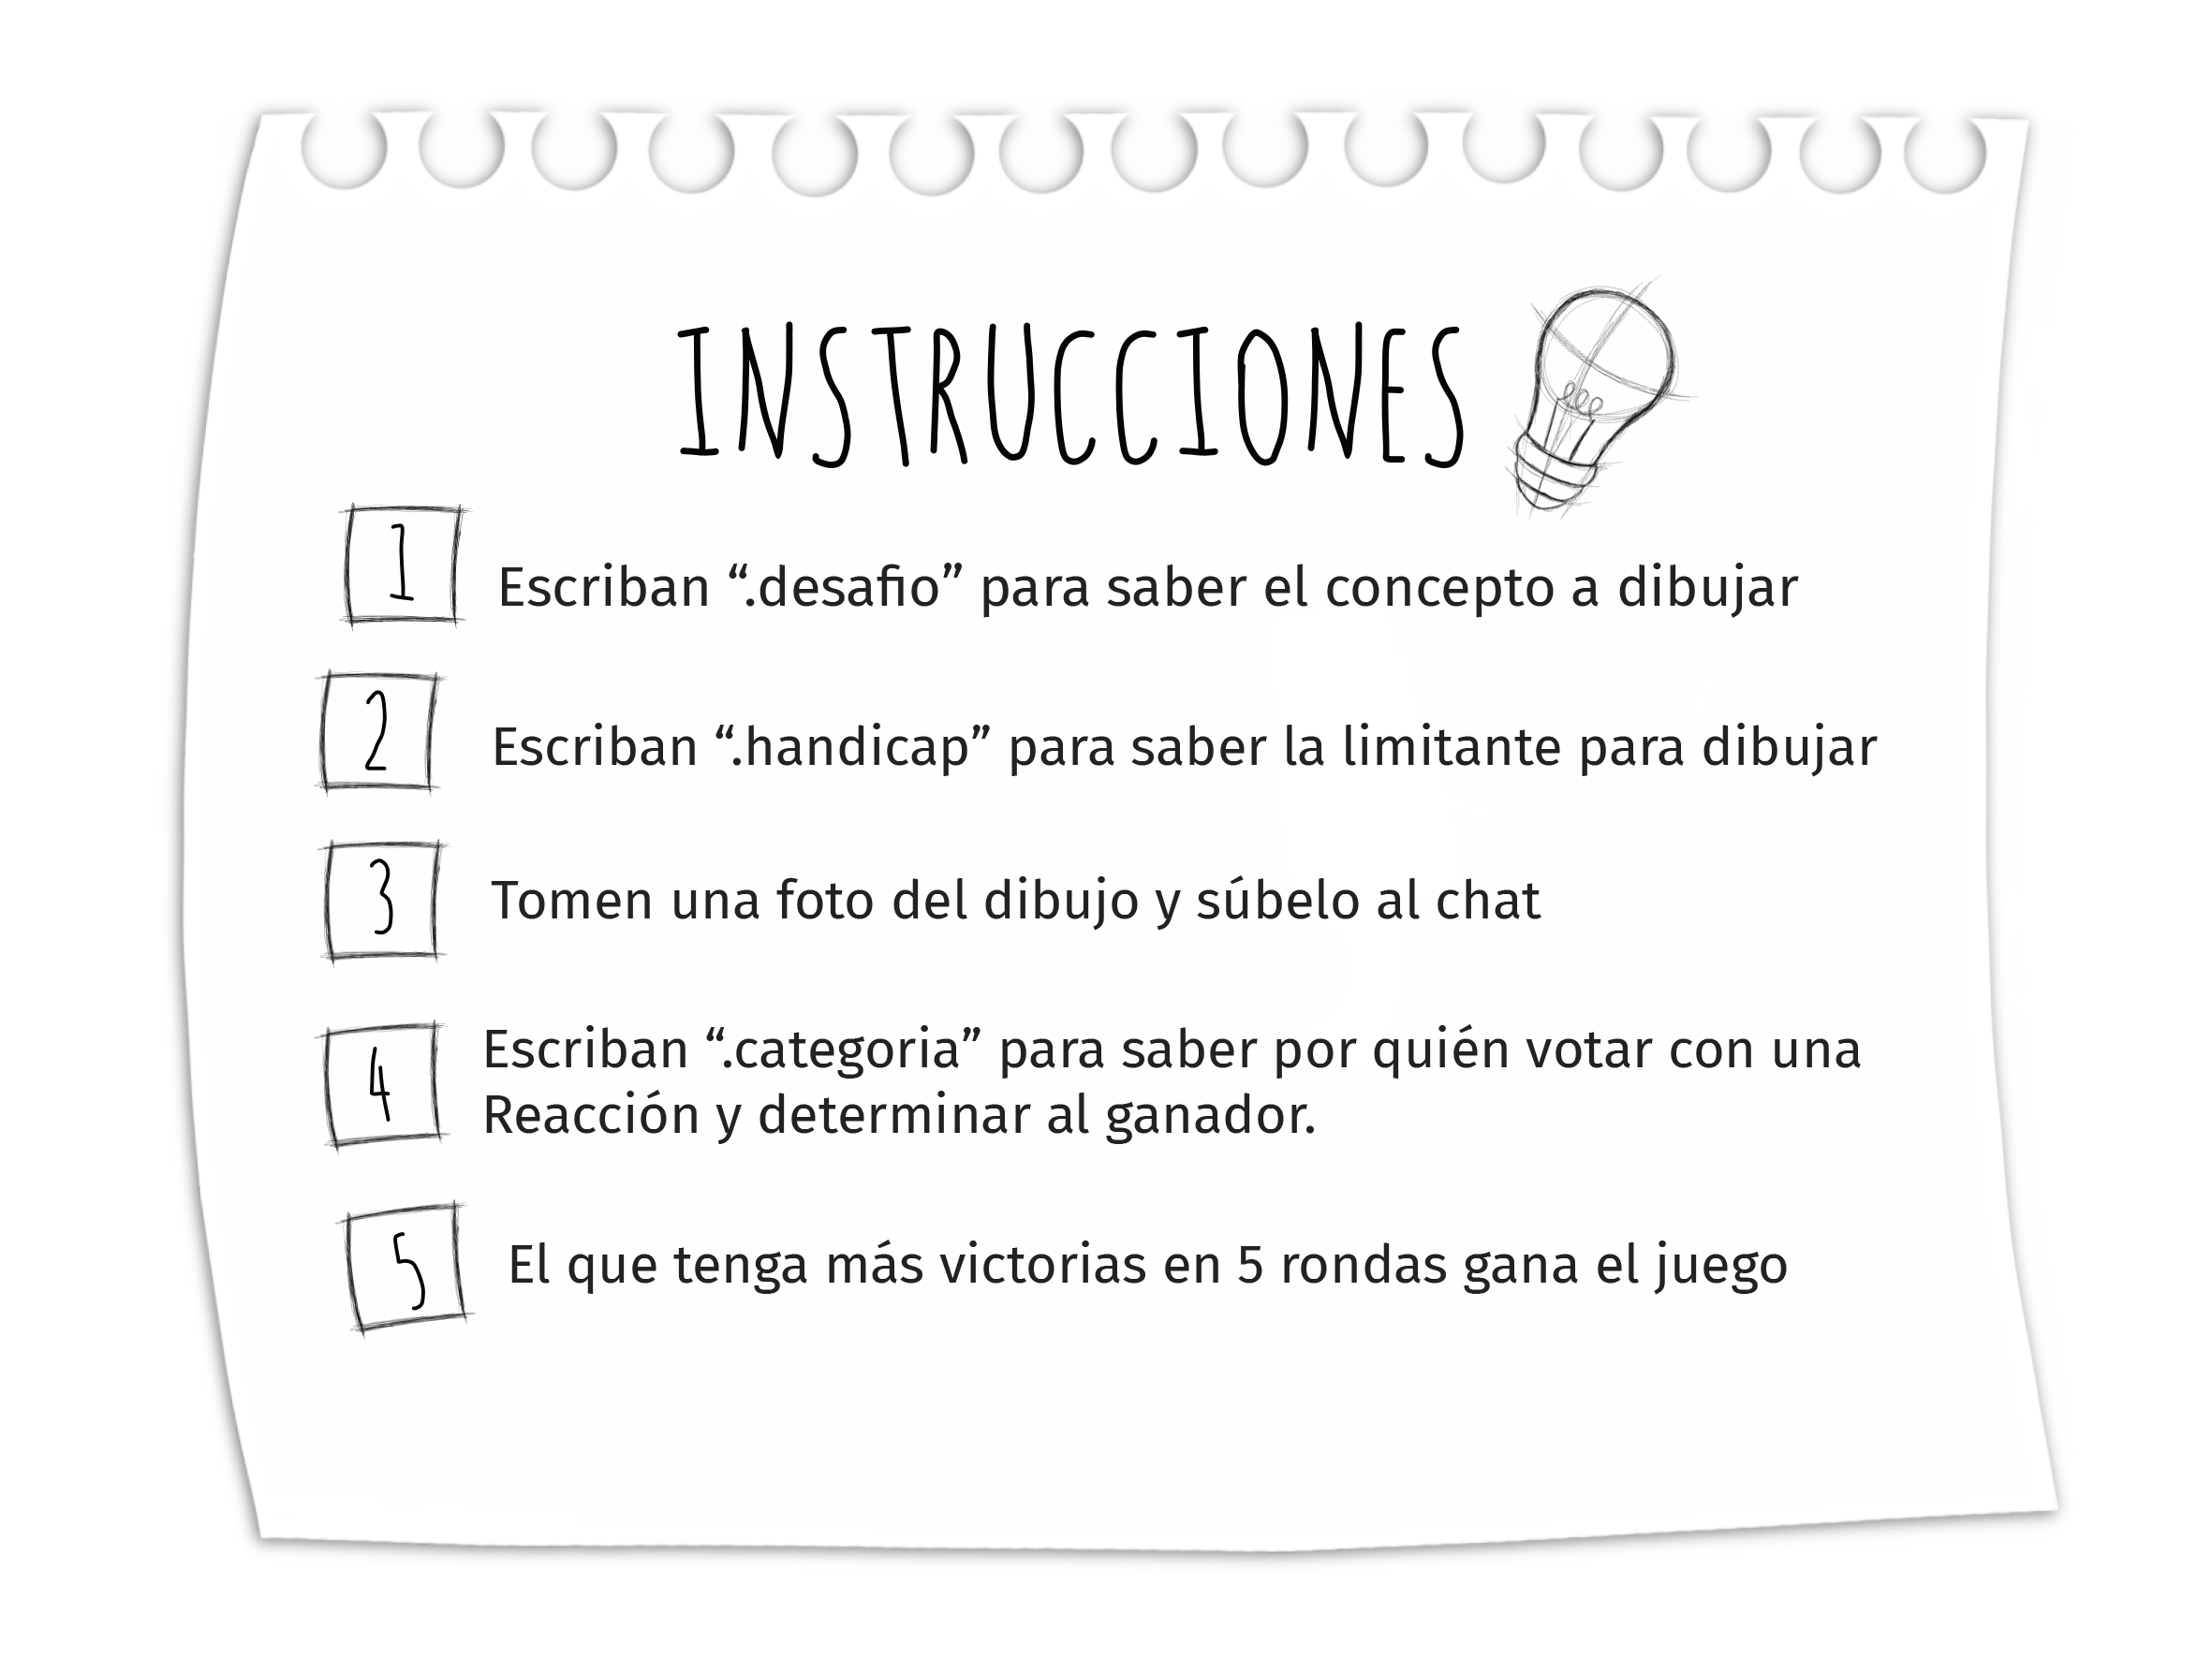 INSTRUCCIONES
1 Escriban “.desafio” para saber el concepto a dibujar
2 Escriban “.handicap” para saber la limitante para dibujar
3 Tomen una foto del dibujo y súbelo al chat
4 Escriban “.categoria” para saber por quién votar con una
Reacción y determinar al ganador.
5 El que tenga más victorias en 5 rondas gana el juego